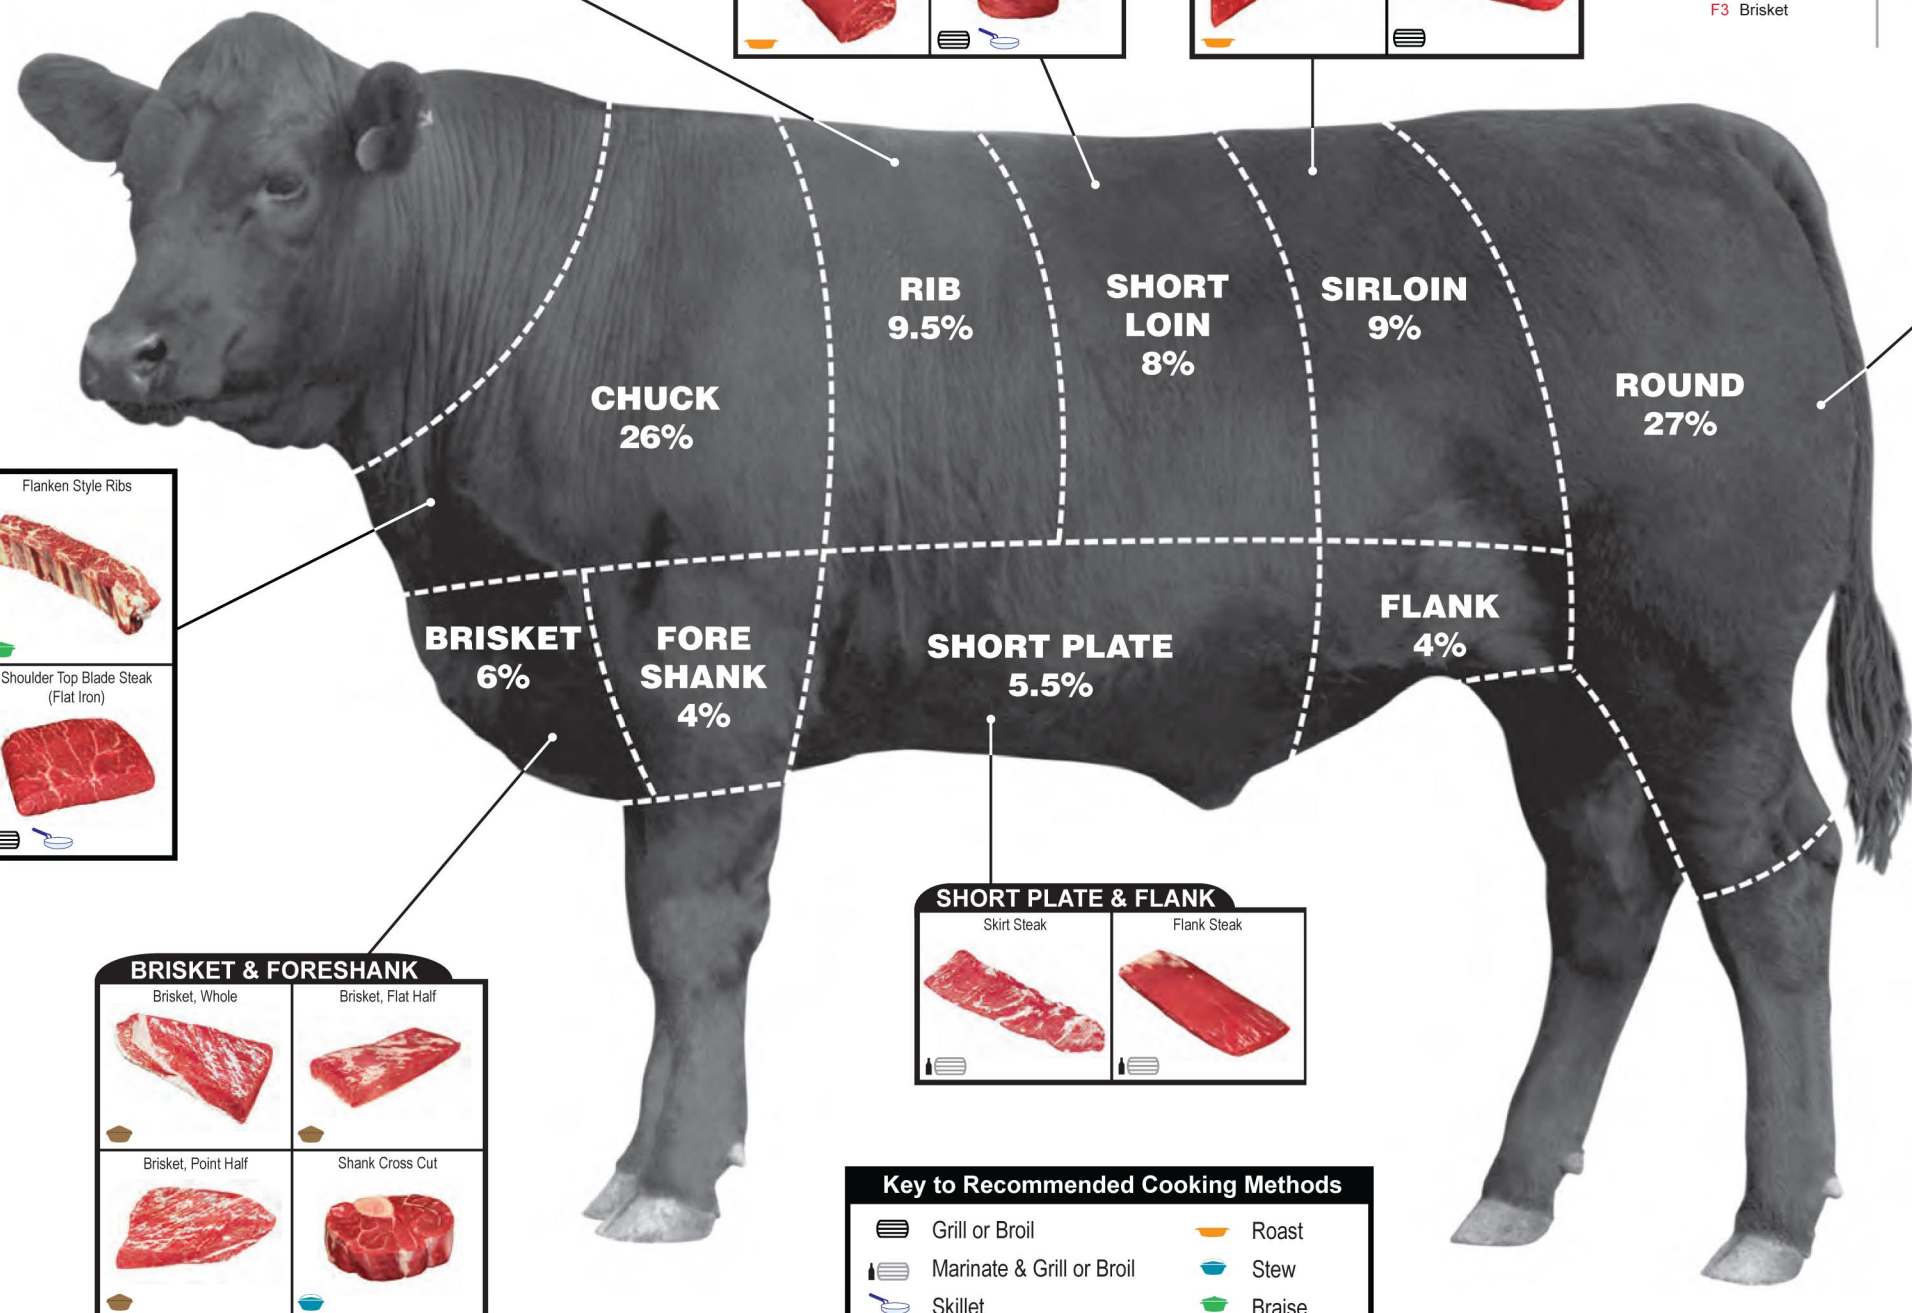 F3 Brisket
RIB
9.5%
SHORT
LOIN
8%
SIRLOIN
9%
CHUCK
26%
ROUND
27%
Flanken Style Ribs
BRISKET
6%
FORE
SHANK
4%
SHORT PLATE
5.5%
FLANK
4%
Shoulder Top Blade Steak
(Flat Iron)
SHORT PLATE & FLANK
Skirt Steak
Flank Steak
BRISKET & FORESHANK
Brisket, Whole
Brisket, Flat Half
Brisket, Point Half
Shank Cross Cut
Key to Recommended Cooking Methods
Grill or Broil
Roast
Marinate & Grill or Broil
Stew
Skillet
Braise